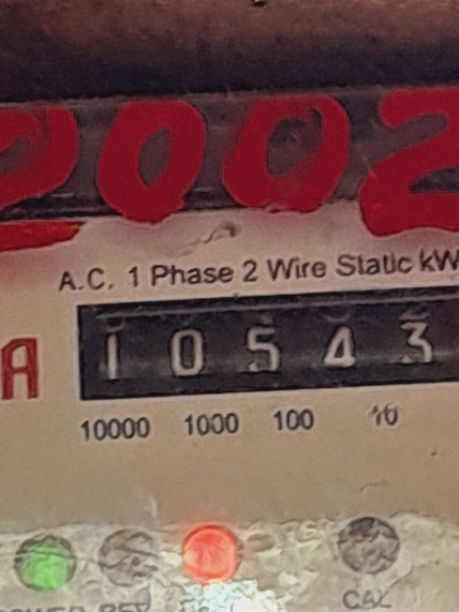 2002
A.C. 1 Phase 2 Wire Static kW
A
1 0 5 4 3
10000 1000 100 10
CAL